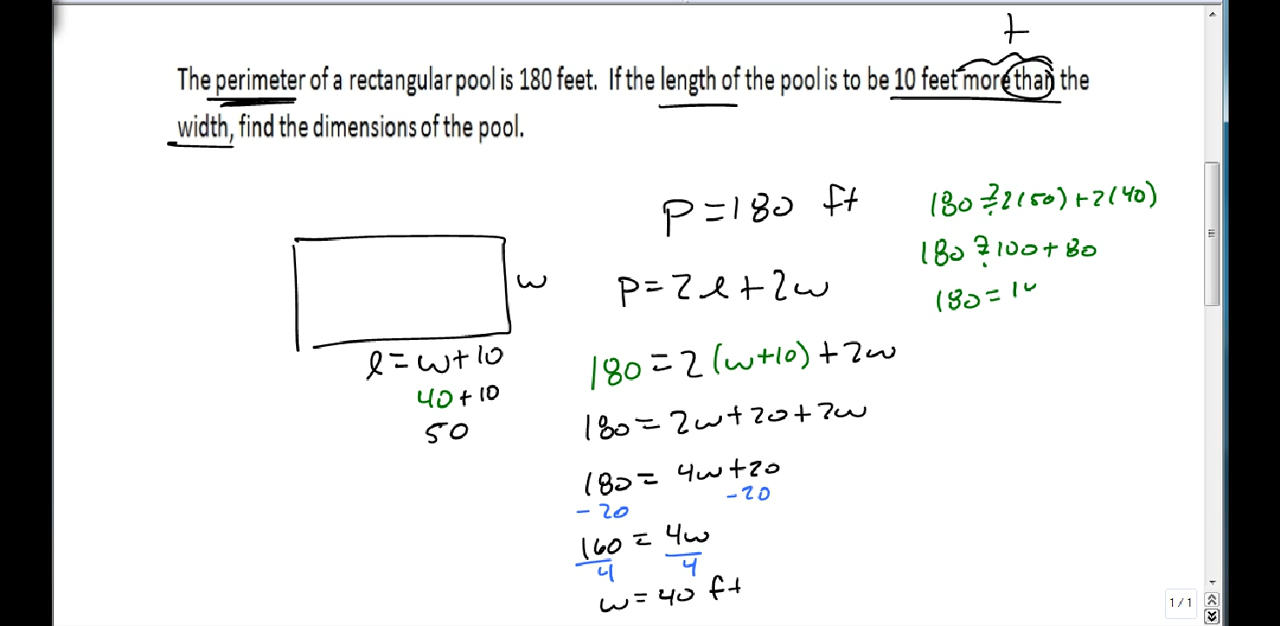 +
The perimeter of a rectangular pool is 180 feet. If the length of the pool is to be 10 feet more than the
width, find the dimensions of the pool.
P=180 ft
P=2l+2w
180=2(w+10)+2w
180=2w+20+2w
180=4w+20
-20 -20
160=4w
4 4
w=40 ft
w
l=w+10
40+10
50
180≟2(50)+2(40)
180≟100+80
180=18
1/1